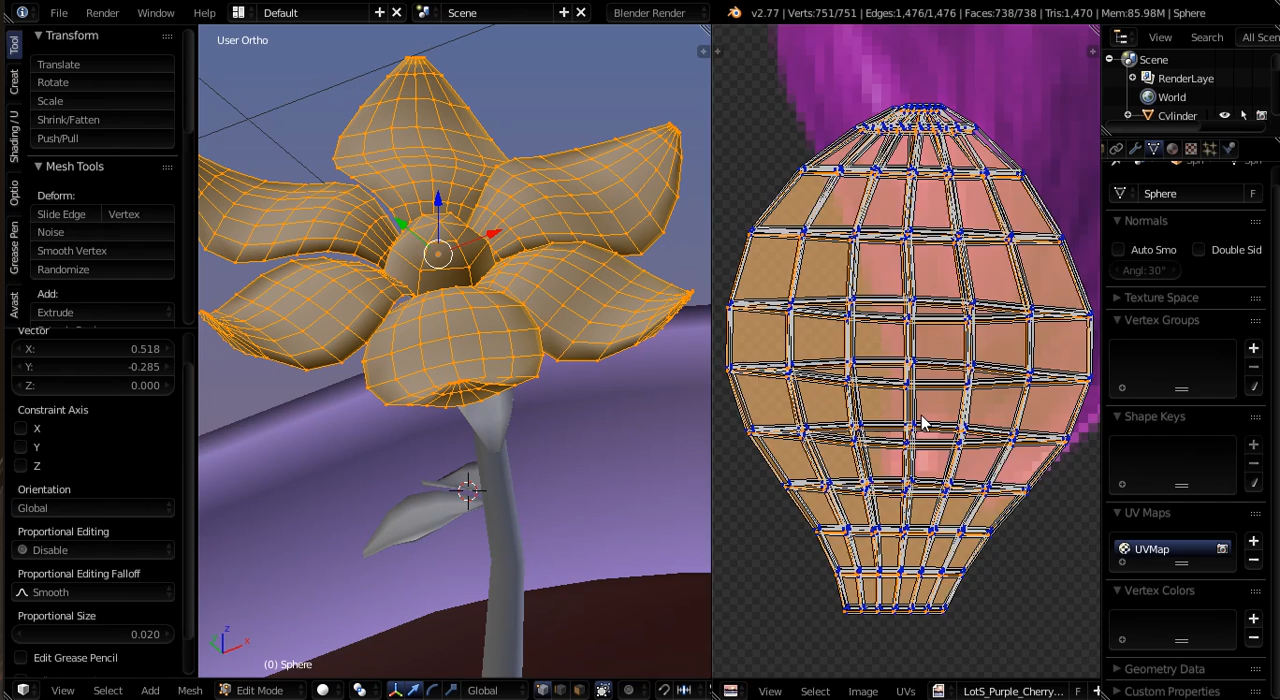 File Render Window Help Default Scene Blender Render v2.77 | Verts:751/751 | Edges:1,476/1,476 | Faces:738/738 | Tris:1,470 | Mem:85.98M | Sphere
Tool
Creat
Shading / U
Optio
Grease Pen
Avast
Transform
Translate
Rotate
Scale
Shrink/Fatten
Push/Pull
Mesh Tools
Deform:
Slide Edge Vertex
Noise
Smooth Vertex
Randomize
Add:
Extrude
Vector
X: 0.518
Y: -0.285
Z: 0.000
Constraint Axis
X
Y
Z
Orientation
Global
Proportional Editing
Disable
Proportional Editing Falloff
Smooth
Proportional Size
0.020
Edit Grease Pencil
User Ortho
z
x
(0) Sphere
View Select Add Mesh Edit Mode Global
View Select Image UVs LotS_Purple_Cherry...
View Search All Scen
Scene
RenderLaye
World
Cylinder
Sphere F
Normals
Auto Smo Double Sid
Angl: 30°
Texture Space
Vertex Groups
Shape Keys
UV Maps
UVMap
Vertex Colors
Geometry Data
Custom Properties